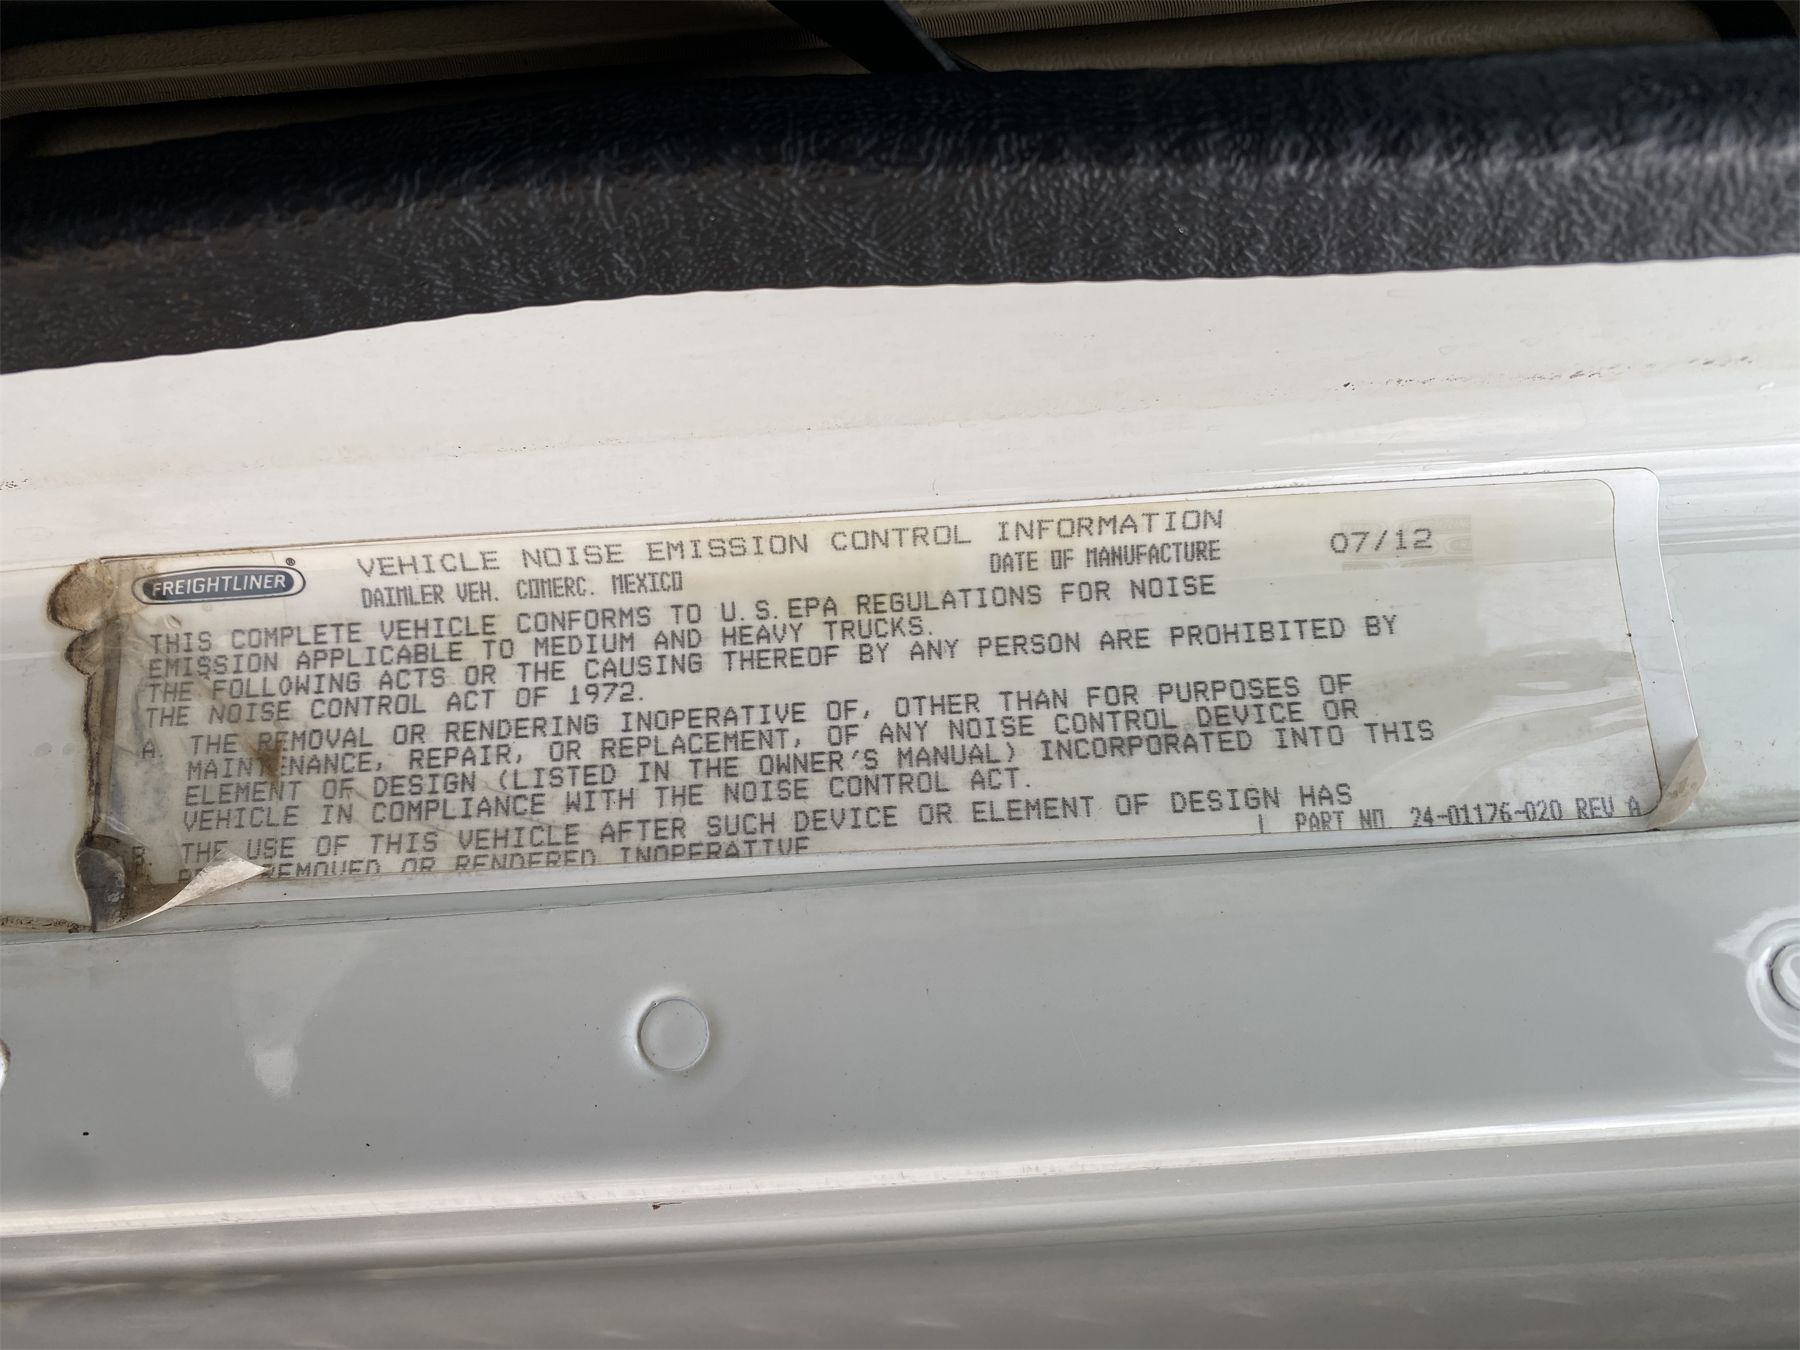 FREIGHTLINER®
VEHICLE NOISE EMISSION CONTROL INFORMATION
DAIMLER VEH. COMERC. MEXICO DATE OF MANUFACTURE 07/12
THIS COMPLETE VEHICLE CONFORMS TO U.S.EPA REGULATIONS FOR NOISE
EMISSION APPLICABLE TO MEDIUM AND HEAVY TRUCKS.
THE FOLLOWING ACTS OR THE CAUSING THEREOF BY ANY PERSON ARE PROHIBITED BY
THE NOISE CONTROL ACT OF 1972.
A. THE REMOVAL OR RENDERING INOPERATIVE OF, OTHER THAN FOR PURPOSES OF
MAINTENANCE, REPAIR, OR REPLACEMENT, OF ANY NOISE CONTROL DEVICE OR
ELEMENT OF DESIGN (LISTED IN THE OWNER'S MANUAL) INCORPORATED INTO THIS
VEHICLE IN COMPLIANCE WITH THE NOISE CONTROL ACT.
B. THE USE OF THIS VEHICLE AFTER SUCH DEVICE OR ELEMENT OF DESIGN HAS
REMOVED OR RENDERED INOPERATIVE
PART NO. 24-01176-020 REV A